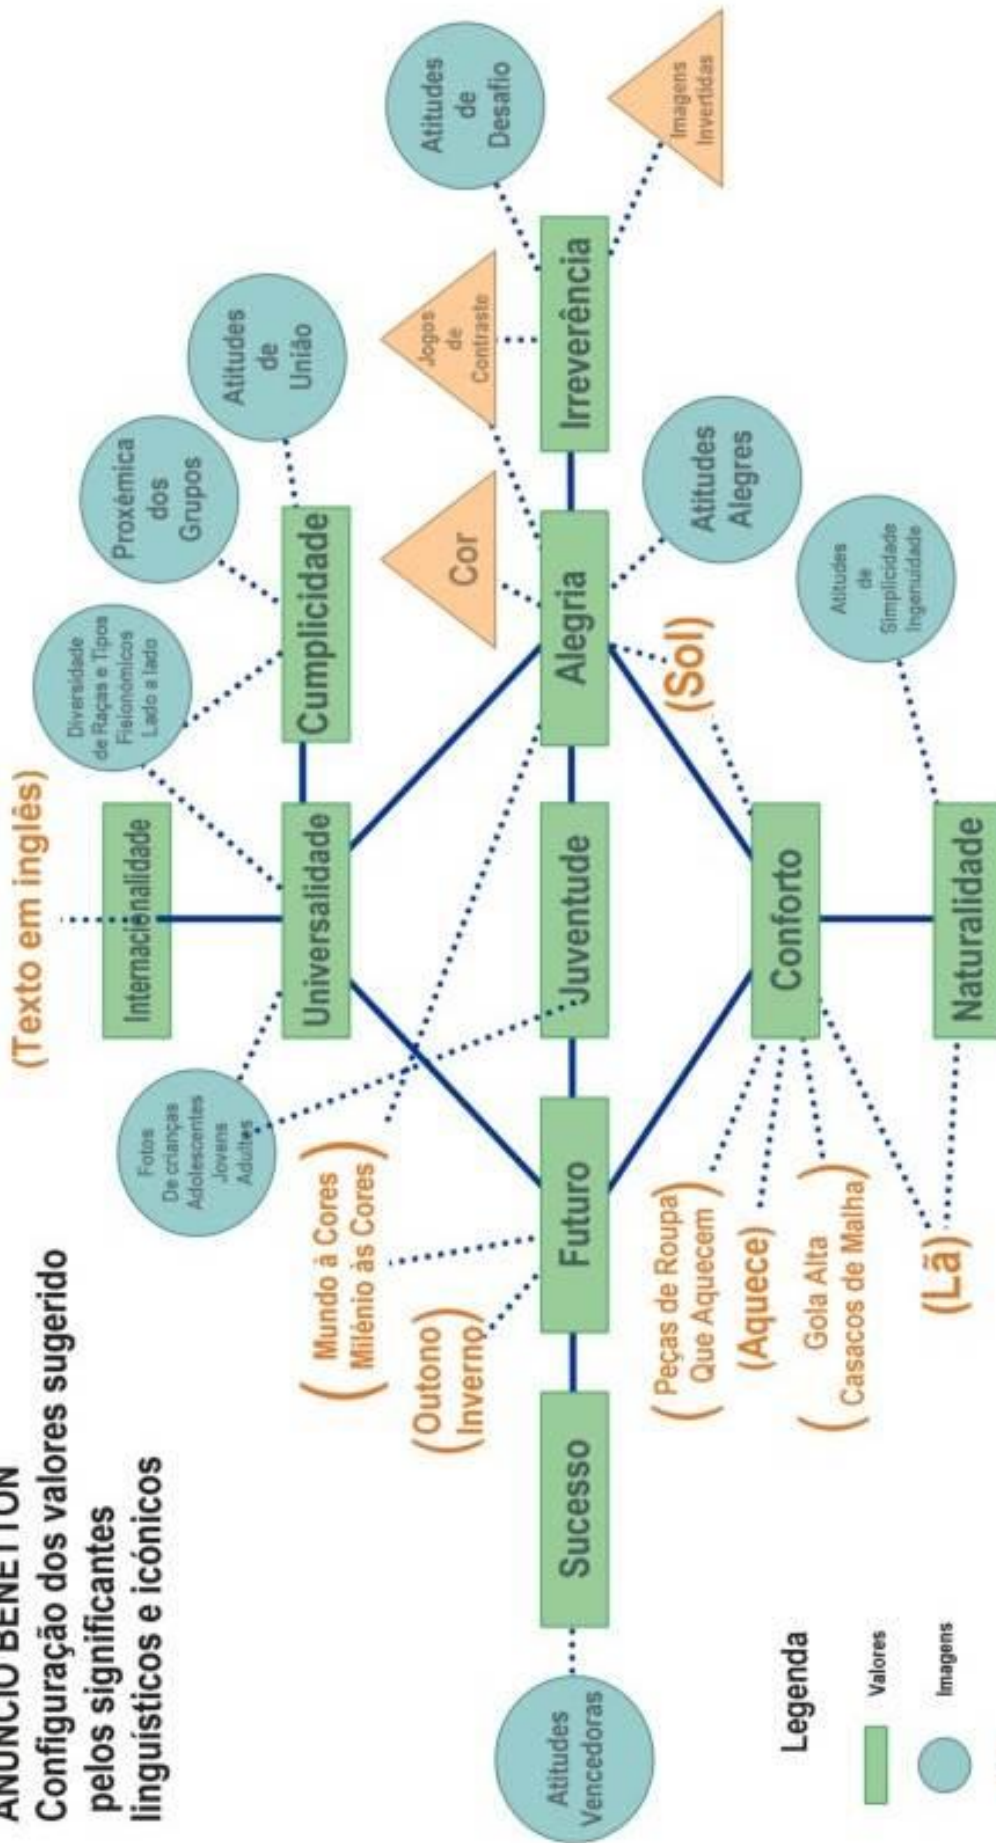 ANÚNCIO BENETTON
Configuração dos valores sugerido
pelos significantes
linguísticos e icónicos
(Texto em inglês)
Internacionalidade
Diversidade
de Raças e Tipos
Fisionómicos
Lado a lado
Proxémica
dos
Grupos
Atitudes
de
União
Fotos
De crianças
Adolescentes
Jovens
Adultes
Universalidade
Cumplicidade
(Mundo à Cores
Milénio às Cores)
(Outono
Inverno)
Cor
Jogos
de
Contraste
Atitudes
de
Desafio
Atitudes
Vencedoras
Sucesso
Futuro
Juventude
Alegria
Irreverência
Imagens
Invertidas
(Peças de Roupa
Que Aquecem)
(Aquece)
(Gola Alta
Casacos de Malha)
(Lã)
(Sol)
Atitudes
Alegres
Conforto
Atitudes
de
Simplicidade
Ingenuidade
Naturalidade
Legenda
Valores
Imagens